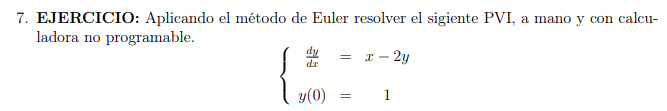 7. EJERCICIO: Aplicando el método de Euler resolver el sigiente PVI, a mano y con calcu-
ladora no programable.
dy/dx = x − 2y
y(0) = 1